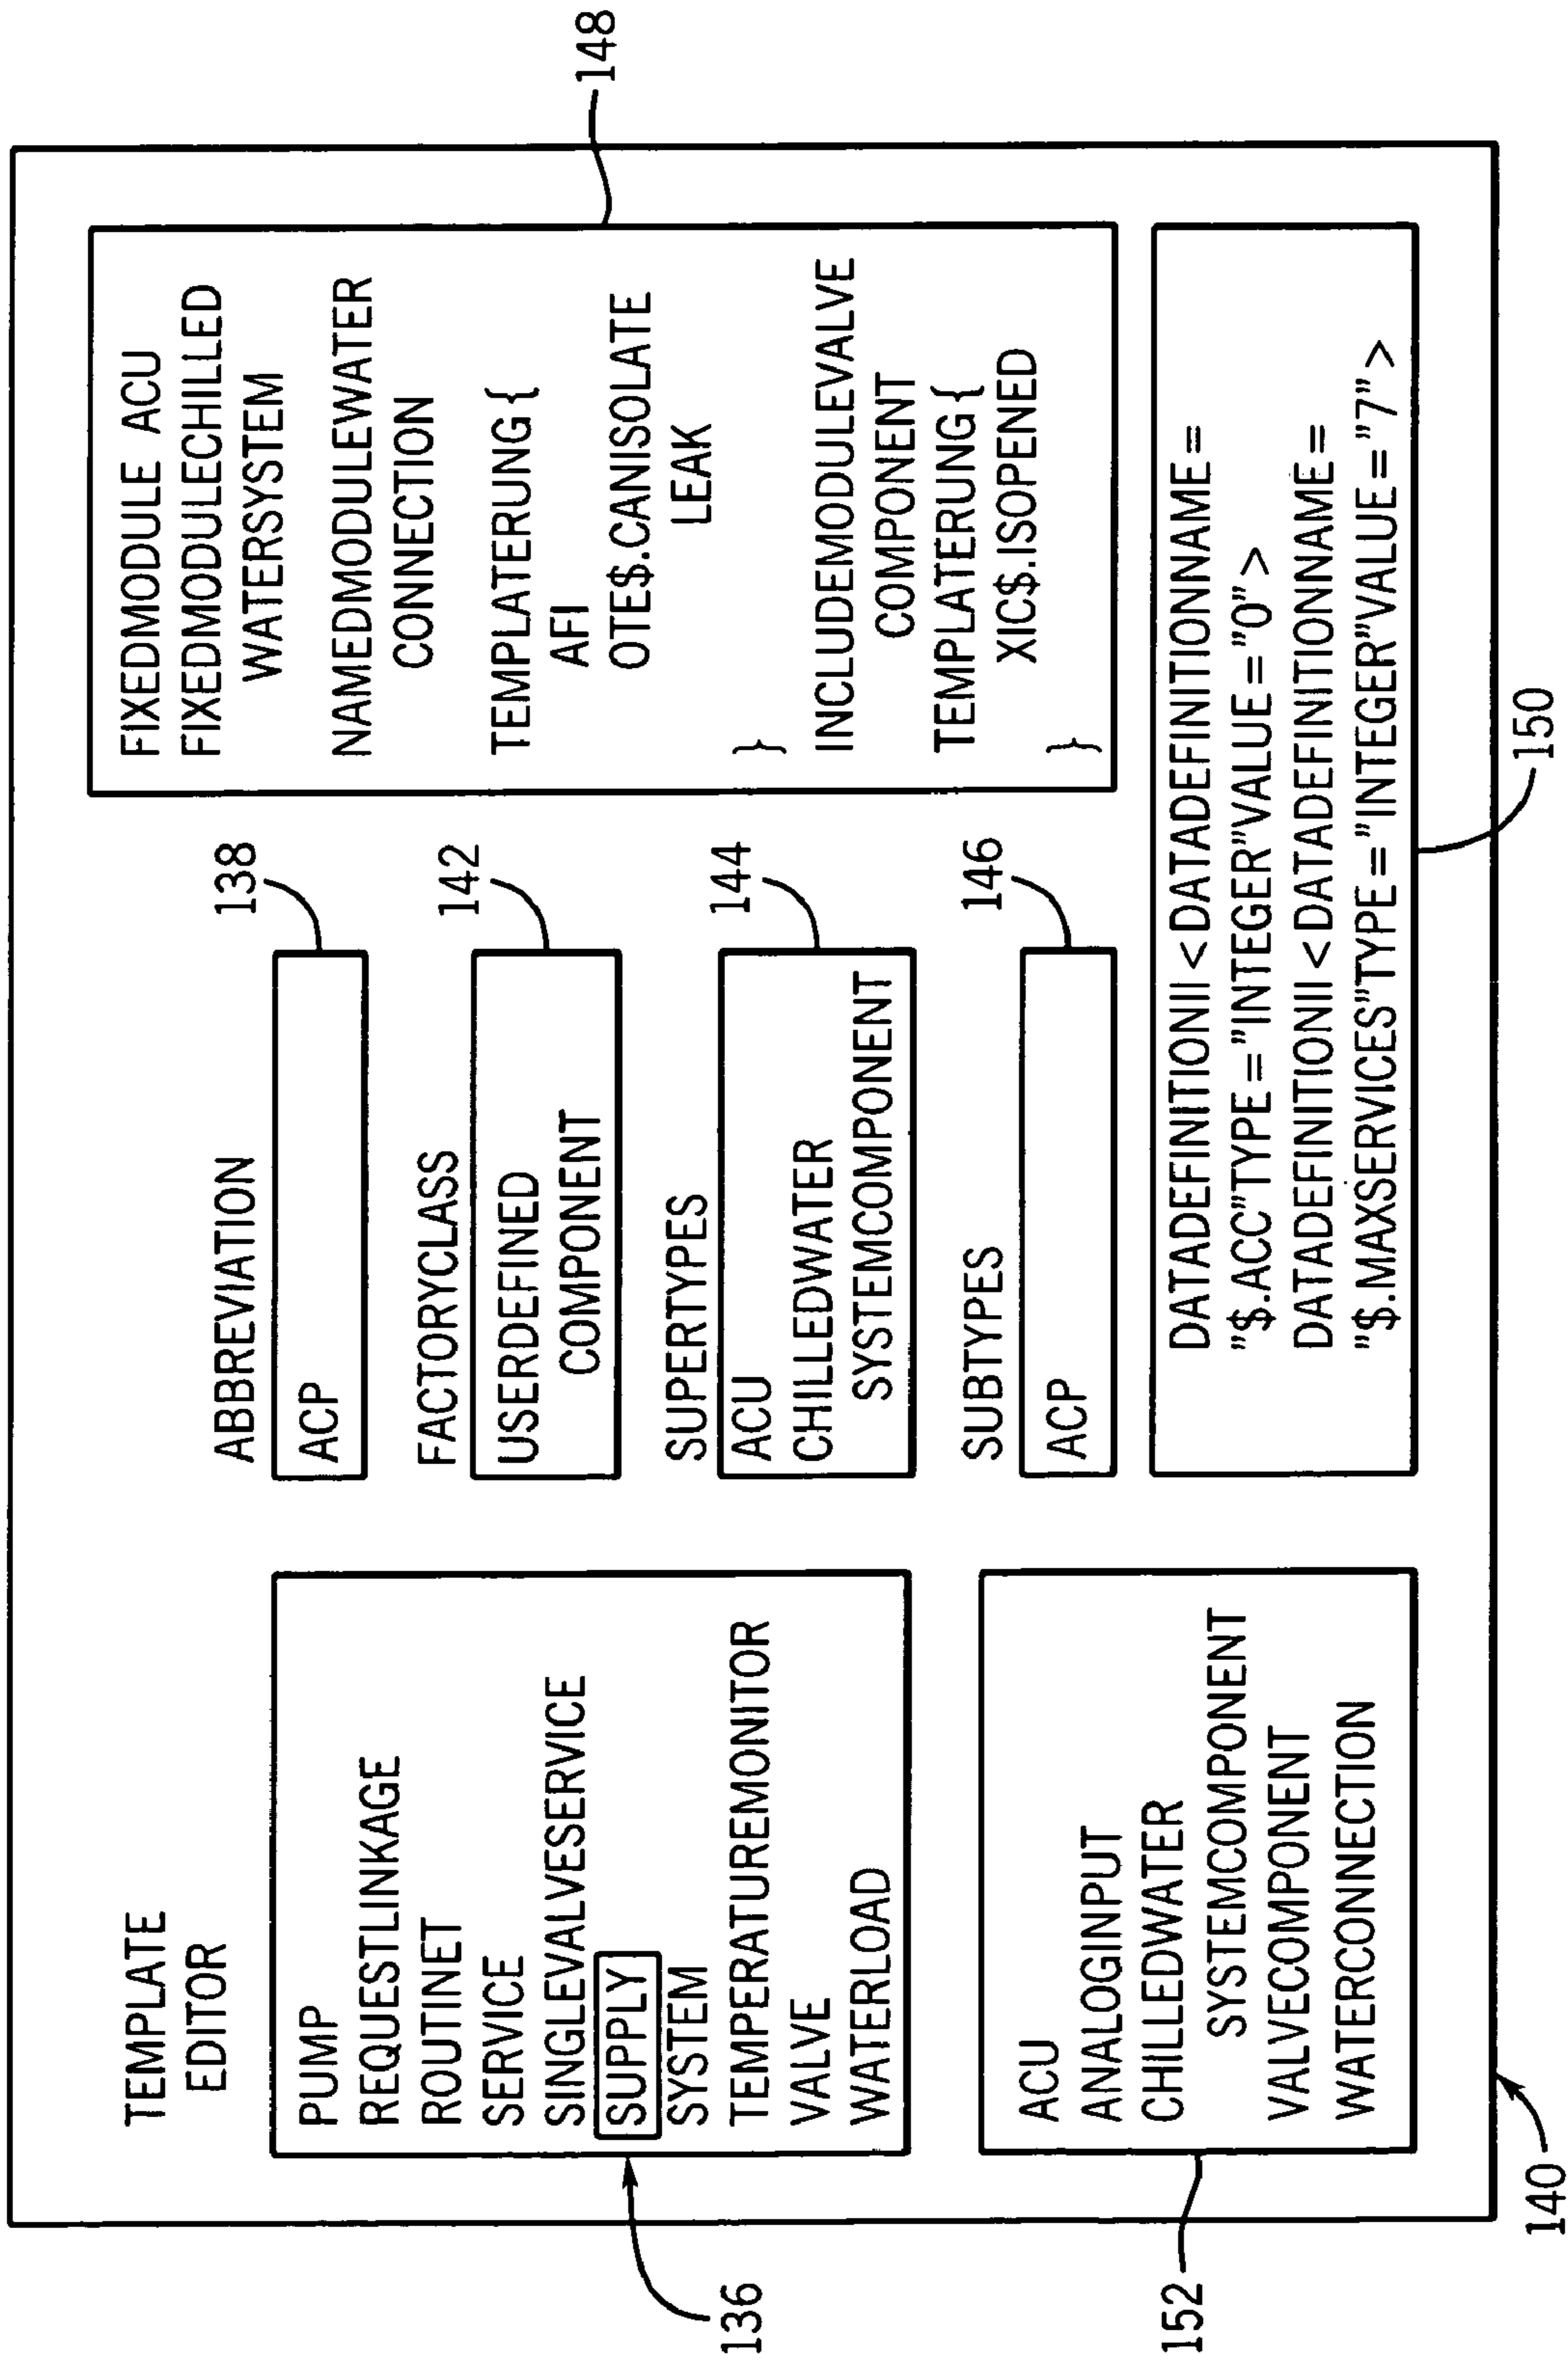 TEMPLATE
EDITOR
PUMP
REQUESTLINKAGE
ROUTINET
SERVICE
SINGLEVALVESERVICE
SUPPLY
SYSTEM
TEMPERATUREMONITOR
VALVE
WATERLOAD
136
ACU
ANALOGINPUT
CHILLEDWATER
SYSTEMCOMPONENT
VALVECOMPONENT
WATERCONNECTION
152
140
ABBREVIATION
138
ACP
FACTORYCLASS
142
USERDEFINED
COMPONENT
SUPERTYPES
144
ACU
CHILLEDWATER
SYSTEMCOMPONENT
SUBTYPES
146
ACP
FIXEDMODULE ACU
FIXEDMODULECHILLED
WATERSYSTEM
NAMEDMODULEWATER
CONNECTION
TEMPLATERUNG {
AFI
OTE$.CANISOLATE
LEAK
}
INCLUDEMODULEVALVE
COMPONENT
TEMPLATERUNG {
XIC$.ISOPENED
}
148
DATADEFINITIONII <DATADEFINITIONNAME =
"$.ACC"TYPE = "INTEGER"VALUE = "0" >
DATADEFINITIONII <DATADEFINITIONNAME =
"$.MAXSERVICES"TYPE = "INTEGER"VALUE = "7" >
150